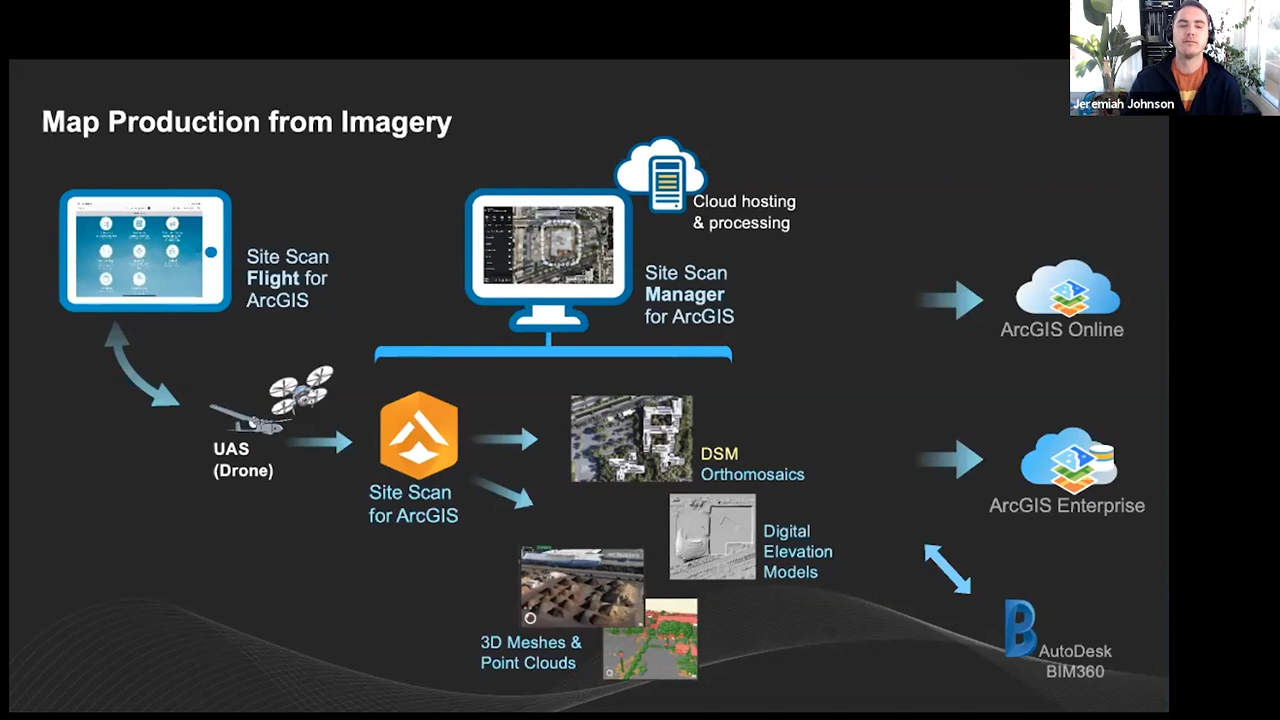 Jeremiah Johnson
Map Production from Imagery
Cloud hosting
& processing
Site Scan
Flight for
ArcGIS
Site Scan
Manager
for ArcGIS
ArcGIS Online
UAS
(Drone)
Site Scan
for ArcGIS
DSM
Orthomosaics
ArcGIS Enterprise
Digital
Elevation
Models
3D Meshes &
Point Clouds
AutoDesk
BIM360